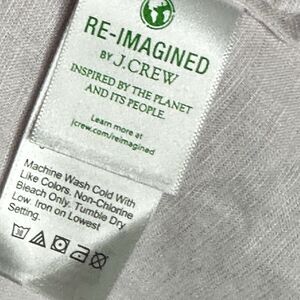 RE-IMAGINED
BY J.CREW
INSPIRED BY THE PLANET
AND ITS PEOPLE.
Learn more at
jcrew.com/reimagined
Machine Wash Cold With
Like Colors. Non-Chlorine
Bleach Only. Tumble Dry
Low. Iron on Lowest
Setting.